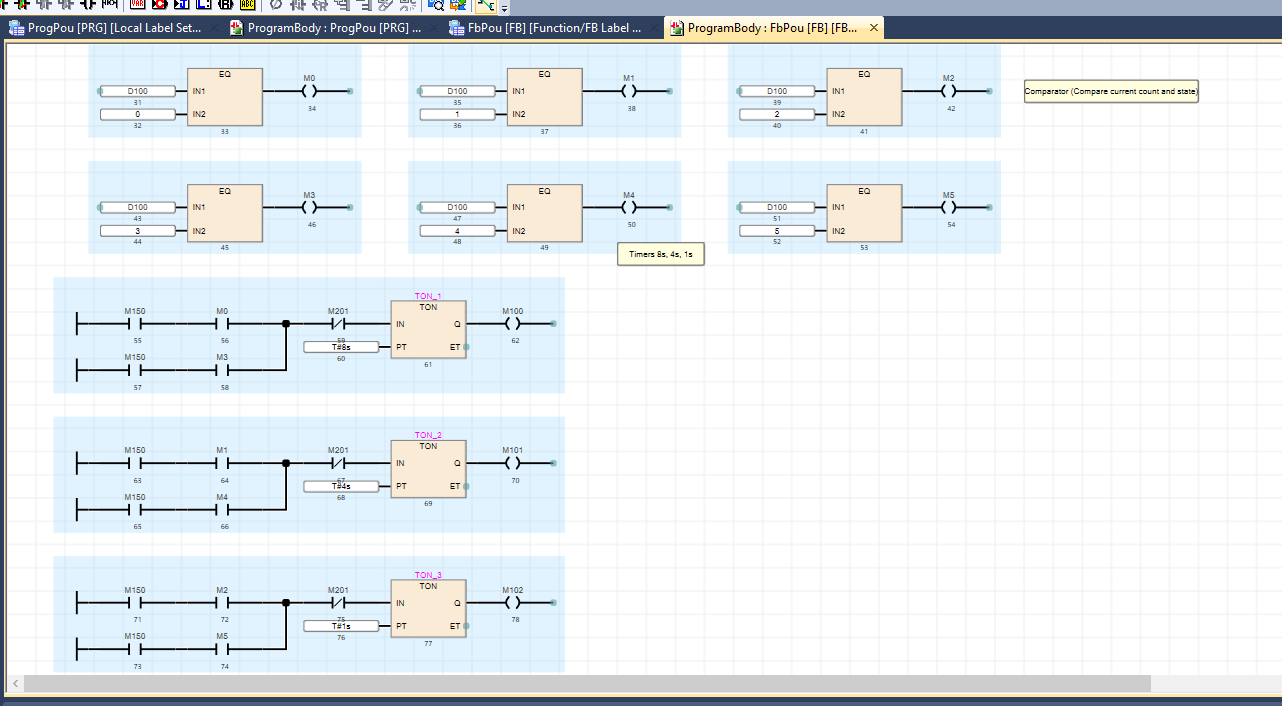 ProgPou [PRG] [Local Label Set...
ProgramBody : ProgPou [PRG] ...
FbPou [FB] [Function/FB Label ...
ProgramBody : FbPou [FB] [FB...
EQ
M0
D100
IN1
31
34
0
IN2
32
33
EQ
M1
D100
IN1
35
38
1
IN2
36
37
EQ
M2
D100
IN1
39
42
2
IN2
40
41
Comparator (Compare current count and state)
EQ
M3
D100
IN1
43
46
3
IN2
44
45
EQ
M4
D100
IN1
47
50
4
IN2
48
49
EQ
M5
D100
IN1
51
54
5
IN2
52
53
Timers 8s, 4s, 1s
TON_1
M150
M0
M201
TON
M100
IN
Q
55
56
59
62
T#8s
PT
ET
M150
M3
60
61
57
58
TON_2
M150
M1
M201
TON
M101
IN
Q
63
64
67
70
T#4s
PT
ET
M150
M4
68
69
65
66
TON_3
M150
M2
M201
TON
M102
IN
Q
71
72
75
78
T#1s
PT
ET
M150
M5
76
77
73
74